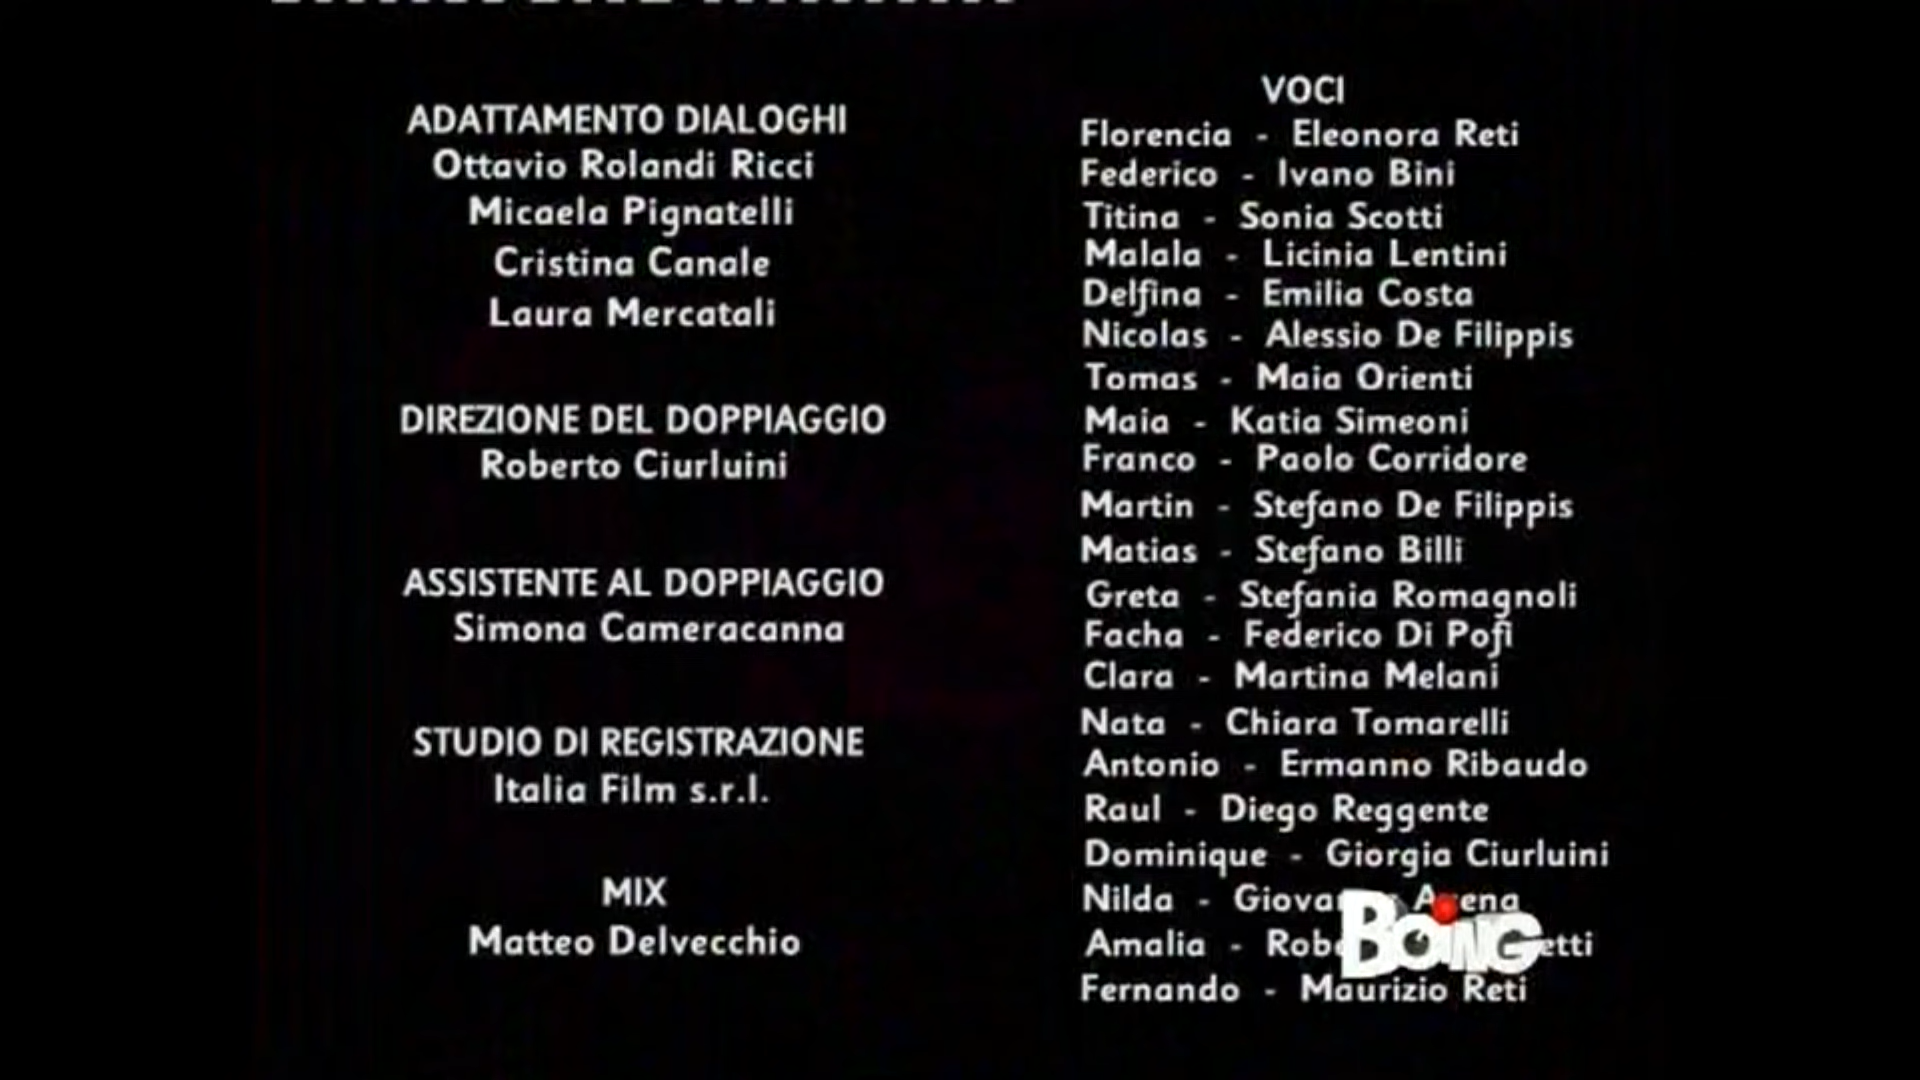 ADATTAMENTO DIALOGHI
Ottavio Rolandi Ricci
Micaela Pignatelli
Cristina Canale
Laura Mercatali
DIREZIONE DEL DOPPIAGGIO
Roberto Ciurluini
ASSISTENTE AL DOPPIAGGIO
Simona Cameracanna
STUDIO DI REGISTRAZIONE
Italia Film s.r.l.
MIX
Matteo Delvecchio
VOCI
Florencia - Eleonora Reti
Federico - Ivano Bini
Titina - Sonia Scotti
Malala - Licinia Lentini
Delfina - Emilia Costa
Nicolas - Alessio De Filippis
Tomas - Maia Orienti
Maia - Katia Simeoni
Franco - Paolo Corridore
Martin - Stefano De Filippis
Matias - Stefano Billi
Greta - Stefania Romagnoli
Facha - Federico Di Pofi
Clara - Martina Melani
Nata - Chiara Tomarelli
Antonio - Ermanno Ribaudo
Raul - Diego Reggente
Dominique - Giorgia Ciurluini
Nilda -
Amalia -
Fernando - Maurizio Reti
BOING